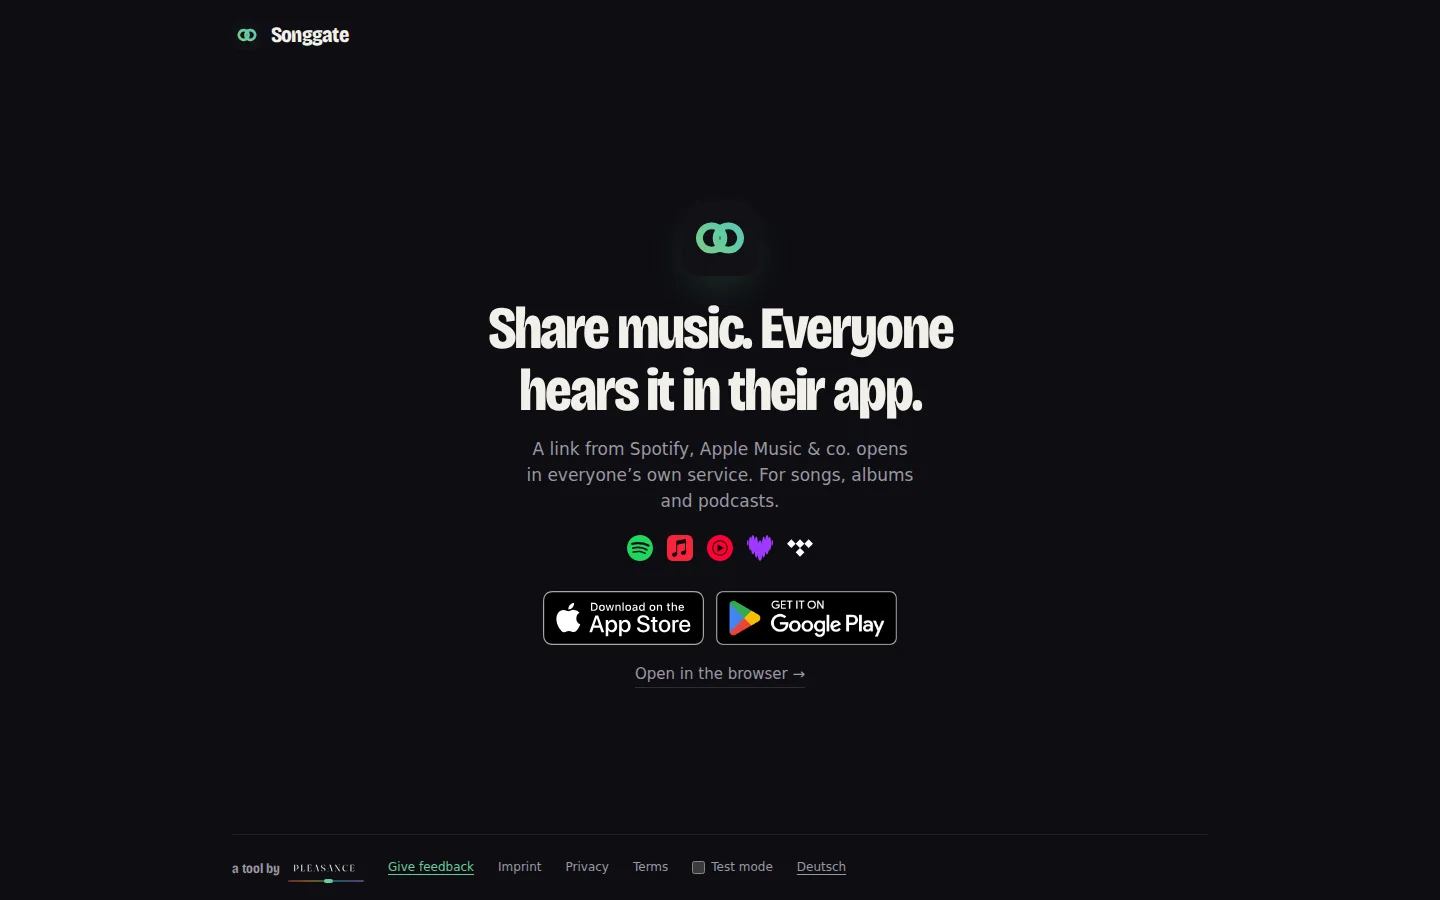 Songgate
Share music. Everyone
hears it in their app.
A link from Spotify, Apple Music & co. opens
in everyone’s own service. For songs, albums
and podcasts.
Download on the
App Store
GET IT ON
Google Play
Open in the browser →
a tool by PLEASANCE Give feedback Imprint Privacy Terms Test mode Deutsch